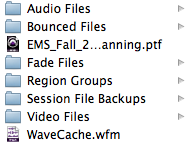 Audio Files
Bounced Files
EMS_Fall_2...anning.ptf
Fade Files
Region Groups
Session File Backups
Video Files
WaveCache.wfm